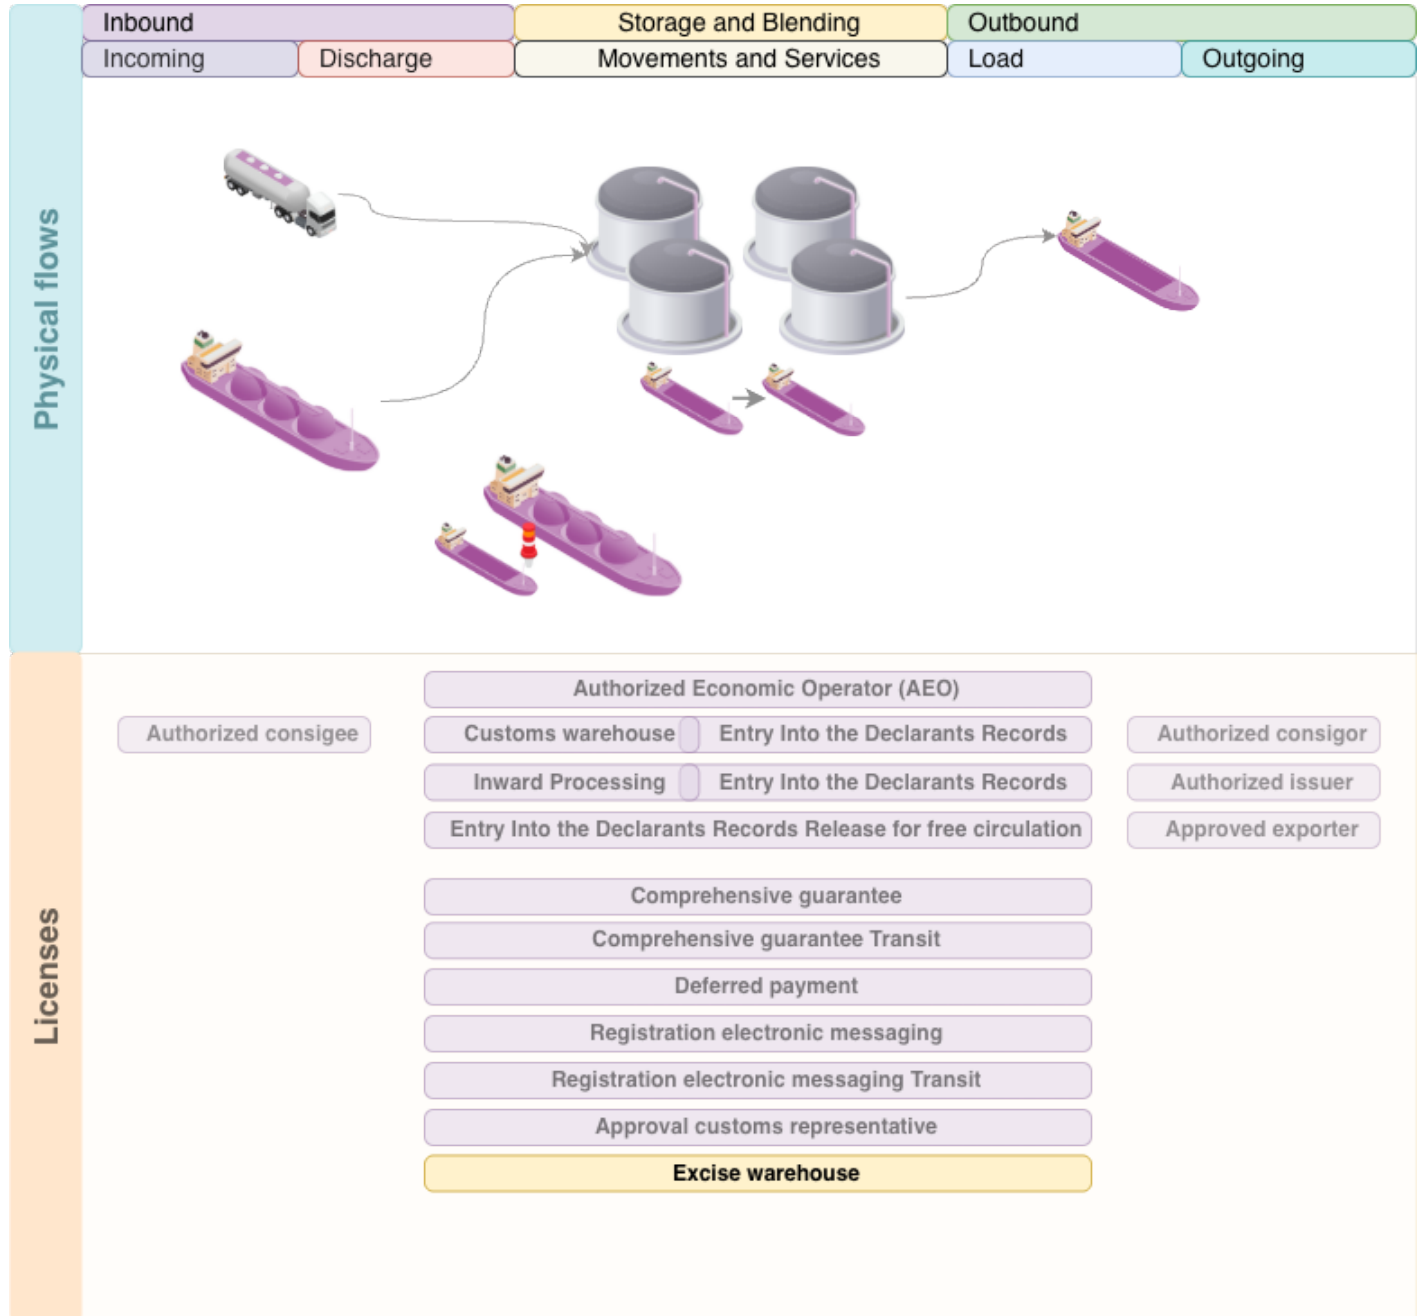 Inbound
Storage and Blending
Outbound
Incoming
Discharge
Movements and Services
Load
Outgoing
Physical flows
Licenses
Authorized Economic Operator (AEO)
Authorized consigee
Customs warehouse
Entry Into the Declarants Records
Authorized consigor
Inward Processing
Entry Into the Declarants Records
Authorized issuer
Entry Into the Declarants Records Release for free circulation
Approved exporter
Comprehensive guarantee
Comprehensive guarantee Transit
Deferred payment
Registration electronic messaging
Registration electronic messaging Transit
Approval customs representative
Excise warehouse